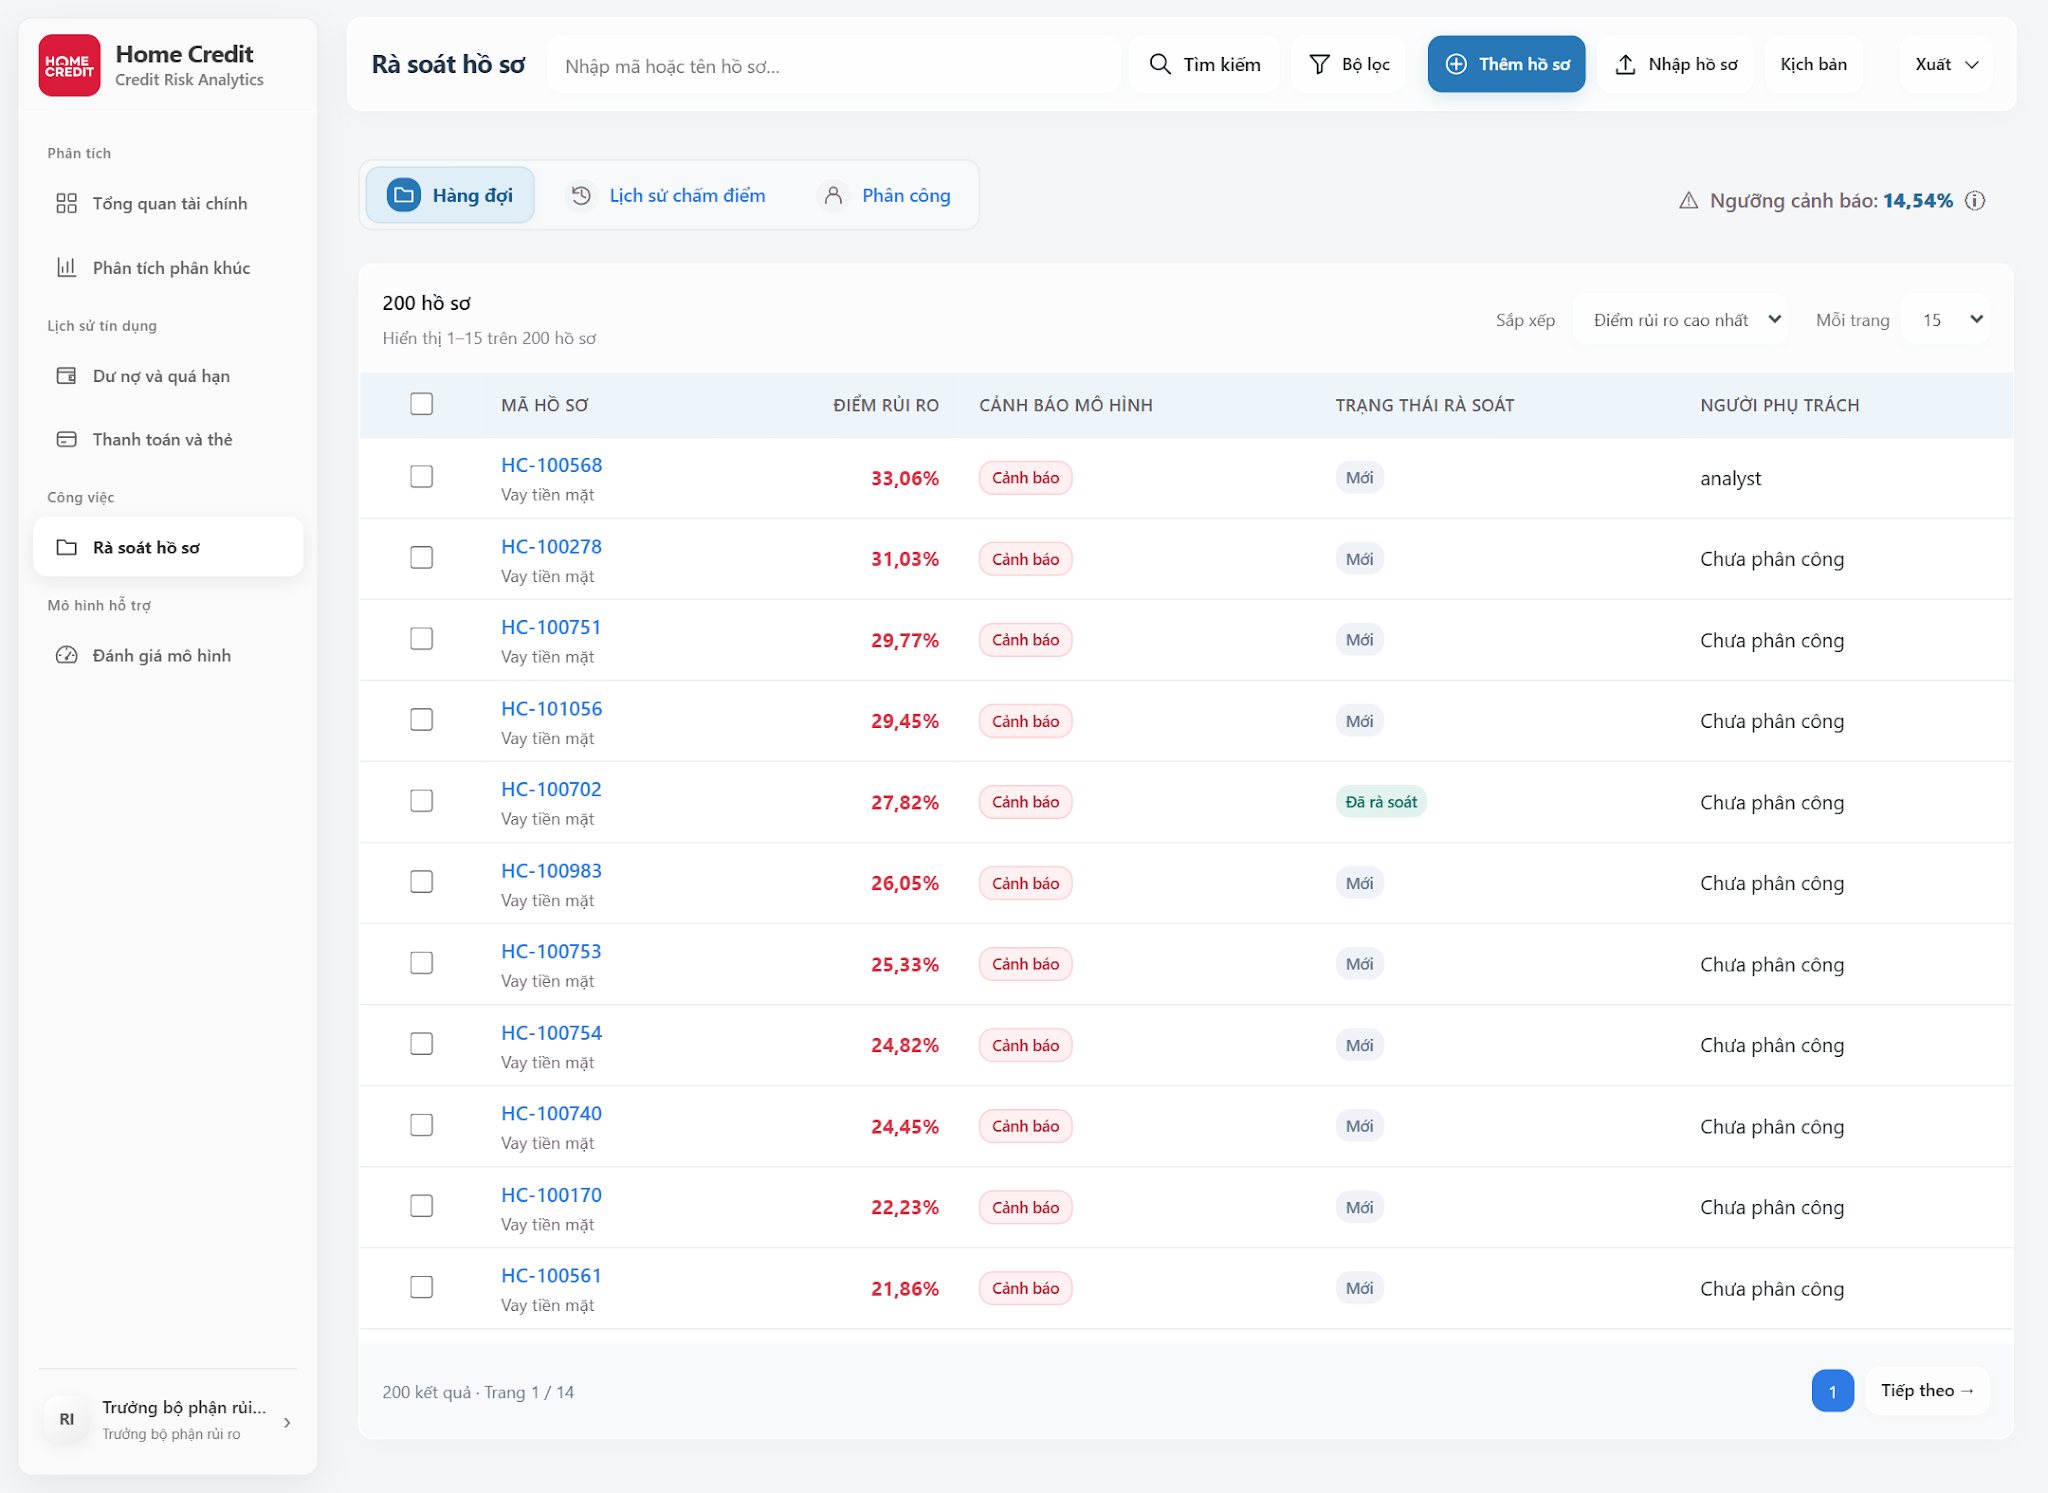 HOME
CREDIT
Home Credit
Credit Risk Analytics
Phân tích
Tổng quan tài chính
Phân tích phân khúc
Lịch sử tín dụng
Dư nợ và quá hạn
Thanh toán và thẻ
Công việc
Rà soát hồ sơ
Mô hình hỗ trợ
Đánh giá mô hình
RI
Trưởng bộ phận rủi...
Trưởng bộ phận rủi ro
Rà soát hồ sơ
Nhập mã hoặc tên hồ sơ...
Tìm kiếm
Bộ lọc
Thêm hồ sơ
Nhập hồ sơ
Kịch bản
Xuất
Hàng đợi
Lịch sử chấm điểm
Phân công
Ngưỡng cảnh báo: 14,54%
200 hồ sơ
Hiển thị 1–15 trên 200 hồ sơ
Sắp xếp
Điểm rủi ro cao nhất
Mỗi trang
15
MÃ HỒ SƠ ĐIỂM RỦI RO CẢNH BÁO MÔ HÌNH TRẠNG THÁI RÀ SOÁT NGƯỜI PHỤ TRÁCH
HC-100568
Vay tiền mặt
33,06% Cảnh báo Mới analyst
HC-100278
Vay tiền mặt
31,03% Cảnh báo Mới Chưa phân công
HC-100751
Vay tiền mặt
29,77% Cảnh báo Mới Chưa phân công
HC-101056
Vay tiền mặt
29,45% Cảnh báo Mới Chưa phân công
HC-100702
Vay tiền mặt
27,82% Cảnh báo Đã rà soát Chưa phân công
HC-100983
Vay tiền mặt
26,05% Cảnh báo Mới Chưa phân công
HC-100753
Vay tiền mặt
25,33% Cảnh báo Mới Chưa phân công
HC-100754
Vay tiền mặt
24,82% Cảnh báo Mới Chưa phân công
HC-100740
Vay tiền mặt
24,45% Cảnh báo Mới Chưa phân công
HC-100170
Vay tiền mặt
22,23% Cảnh báo Mới Chưa phân công
HC-100561
Vay tiền mặt
21,86% Cảnh báo Mới Chưa phân công
200 kết quả · Trang 1 / 14
1
Tiếp theo →